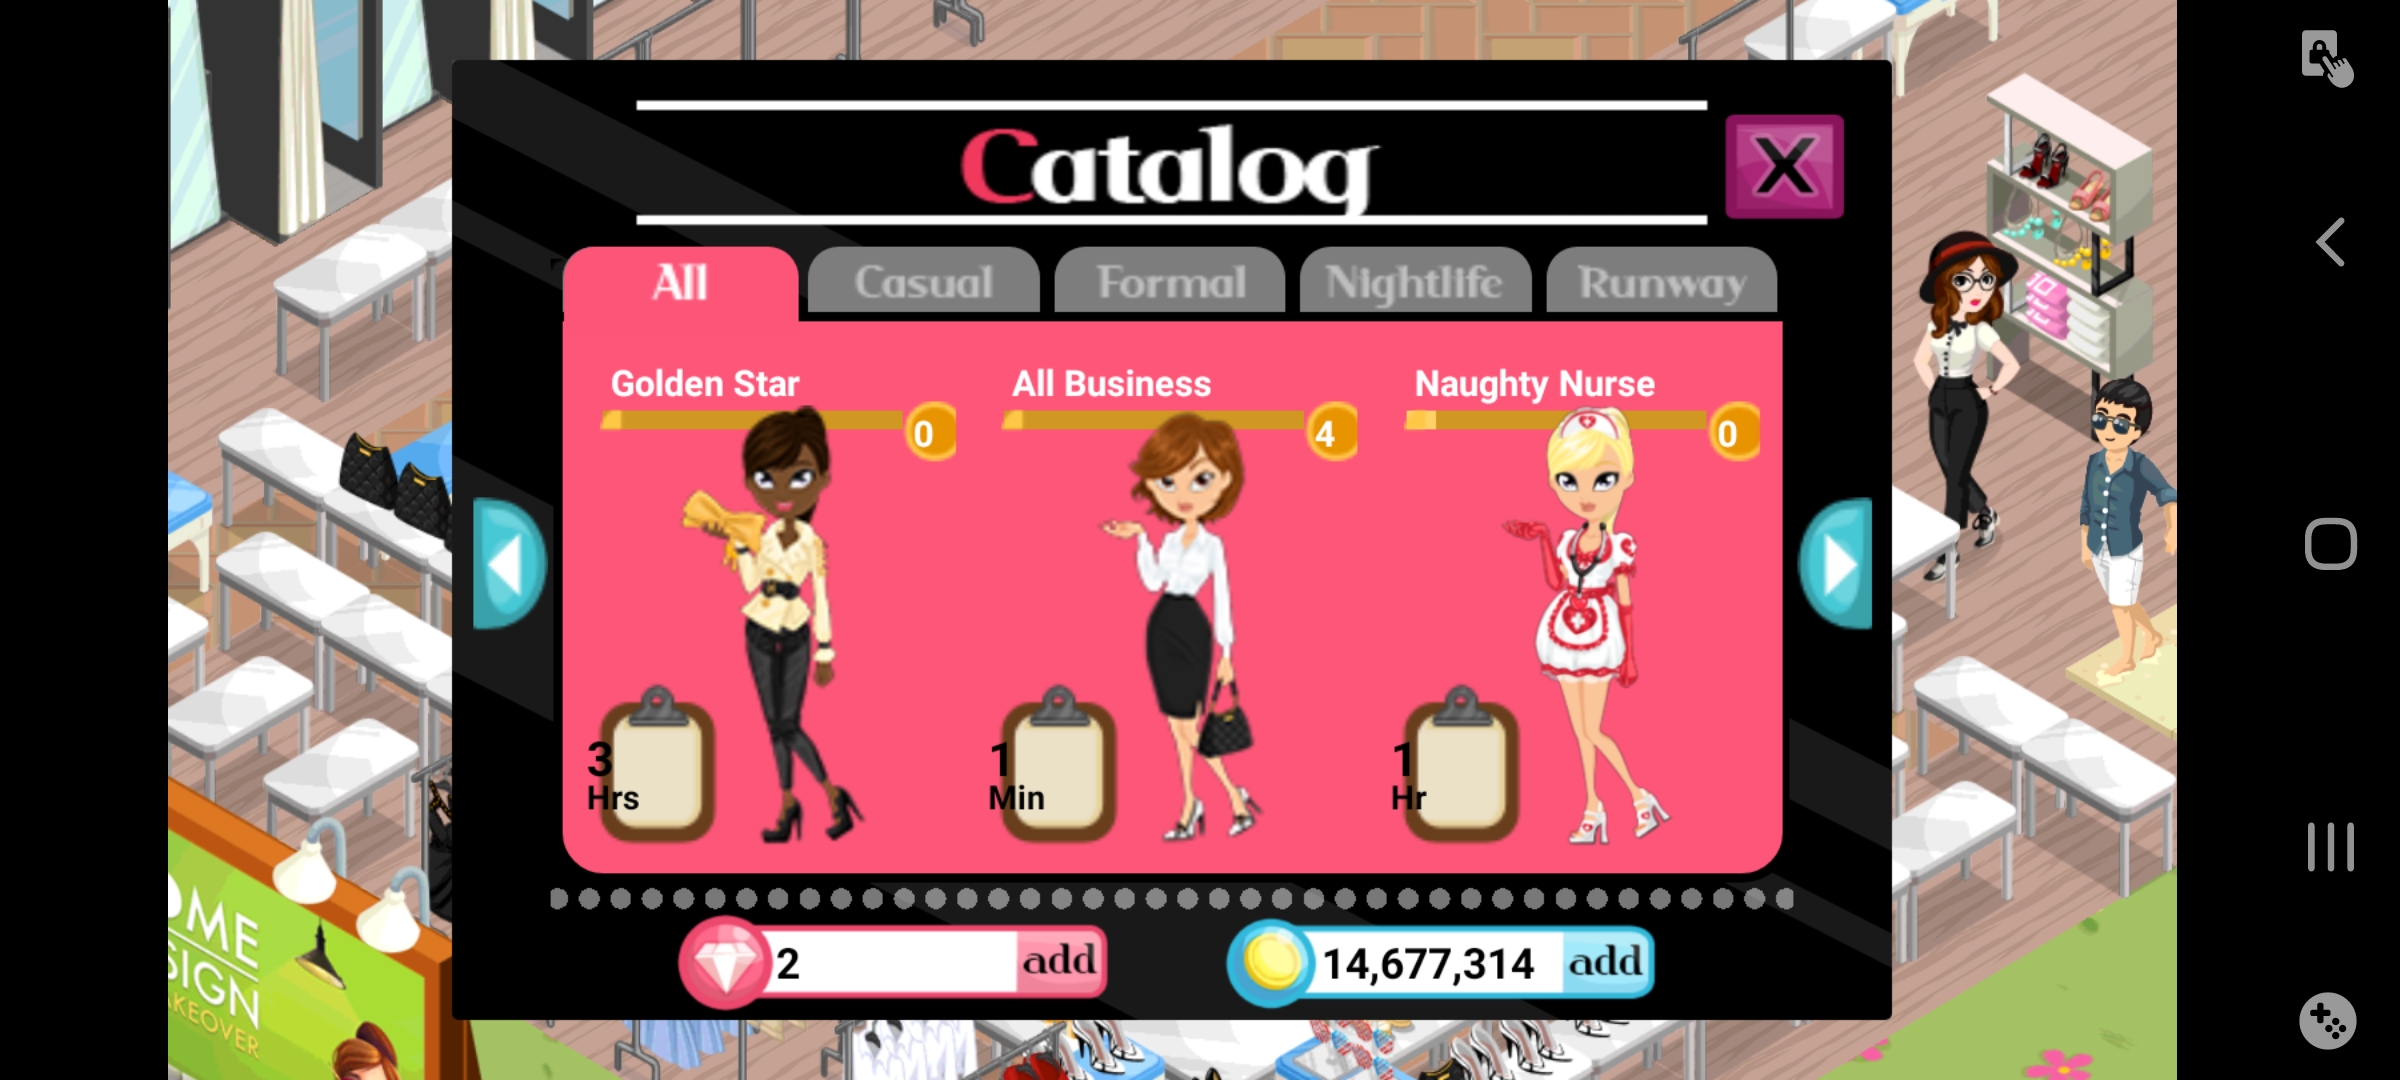 Catalog
X
All
Casual
Formal
Nightlife
Runway
Golden Star
0
All Business
4
Naughty Nurse
0
3
Hrs
1
Min
1
Hr
2
add
14,677,314
add